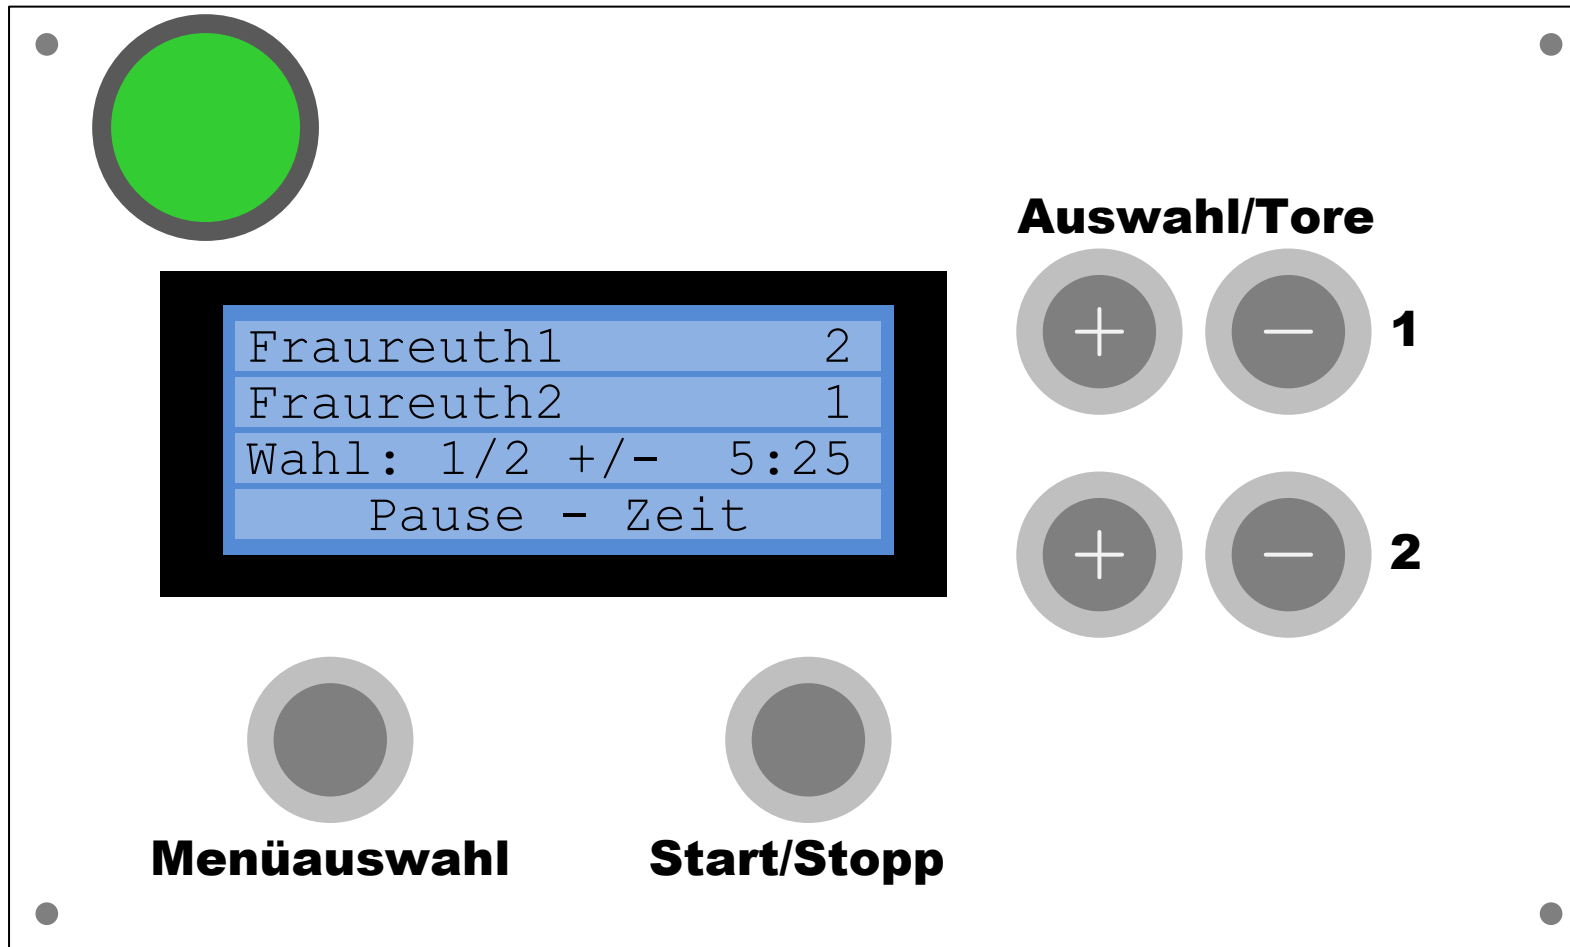 Auswahl/Tore
Fraureuth1 2
Fraureuth2 1
Wahl: 1/2 +/- 5:25
Pause - Zeit
+ − 1
+ − 2
Menüauswahl
Start/Stopp